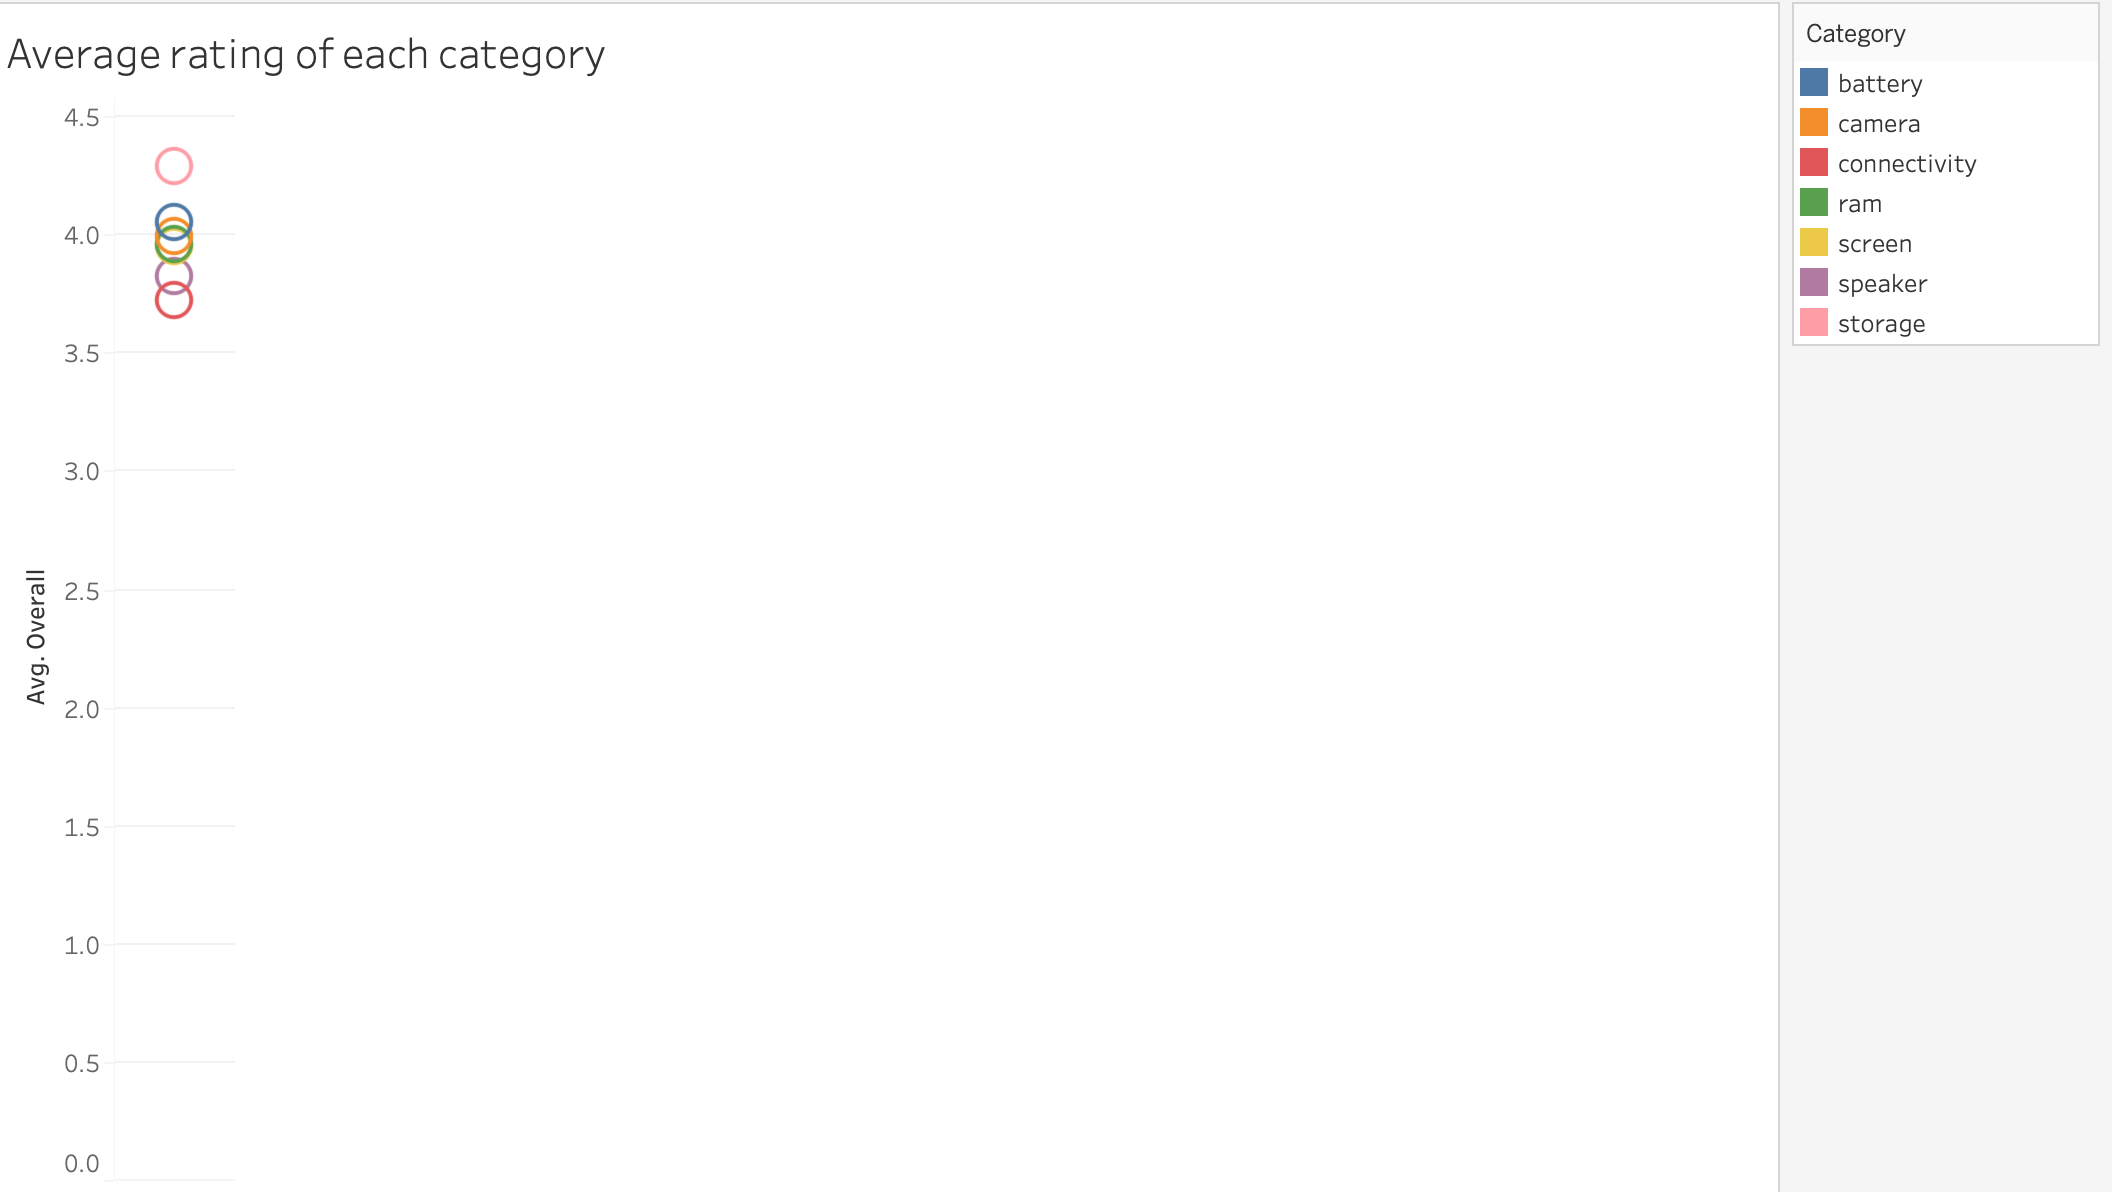 Average rating of each category
4.5
4.0
3.5
3.0
2.5
2.0
1.5
1.0
0.5
0.0
Avg. Overall
Category
battery
camera
connectivity
ram
screen
speaker
storage